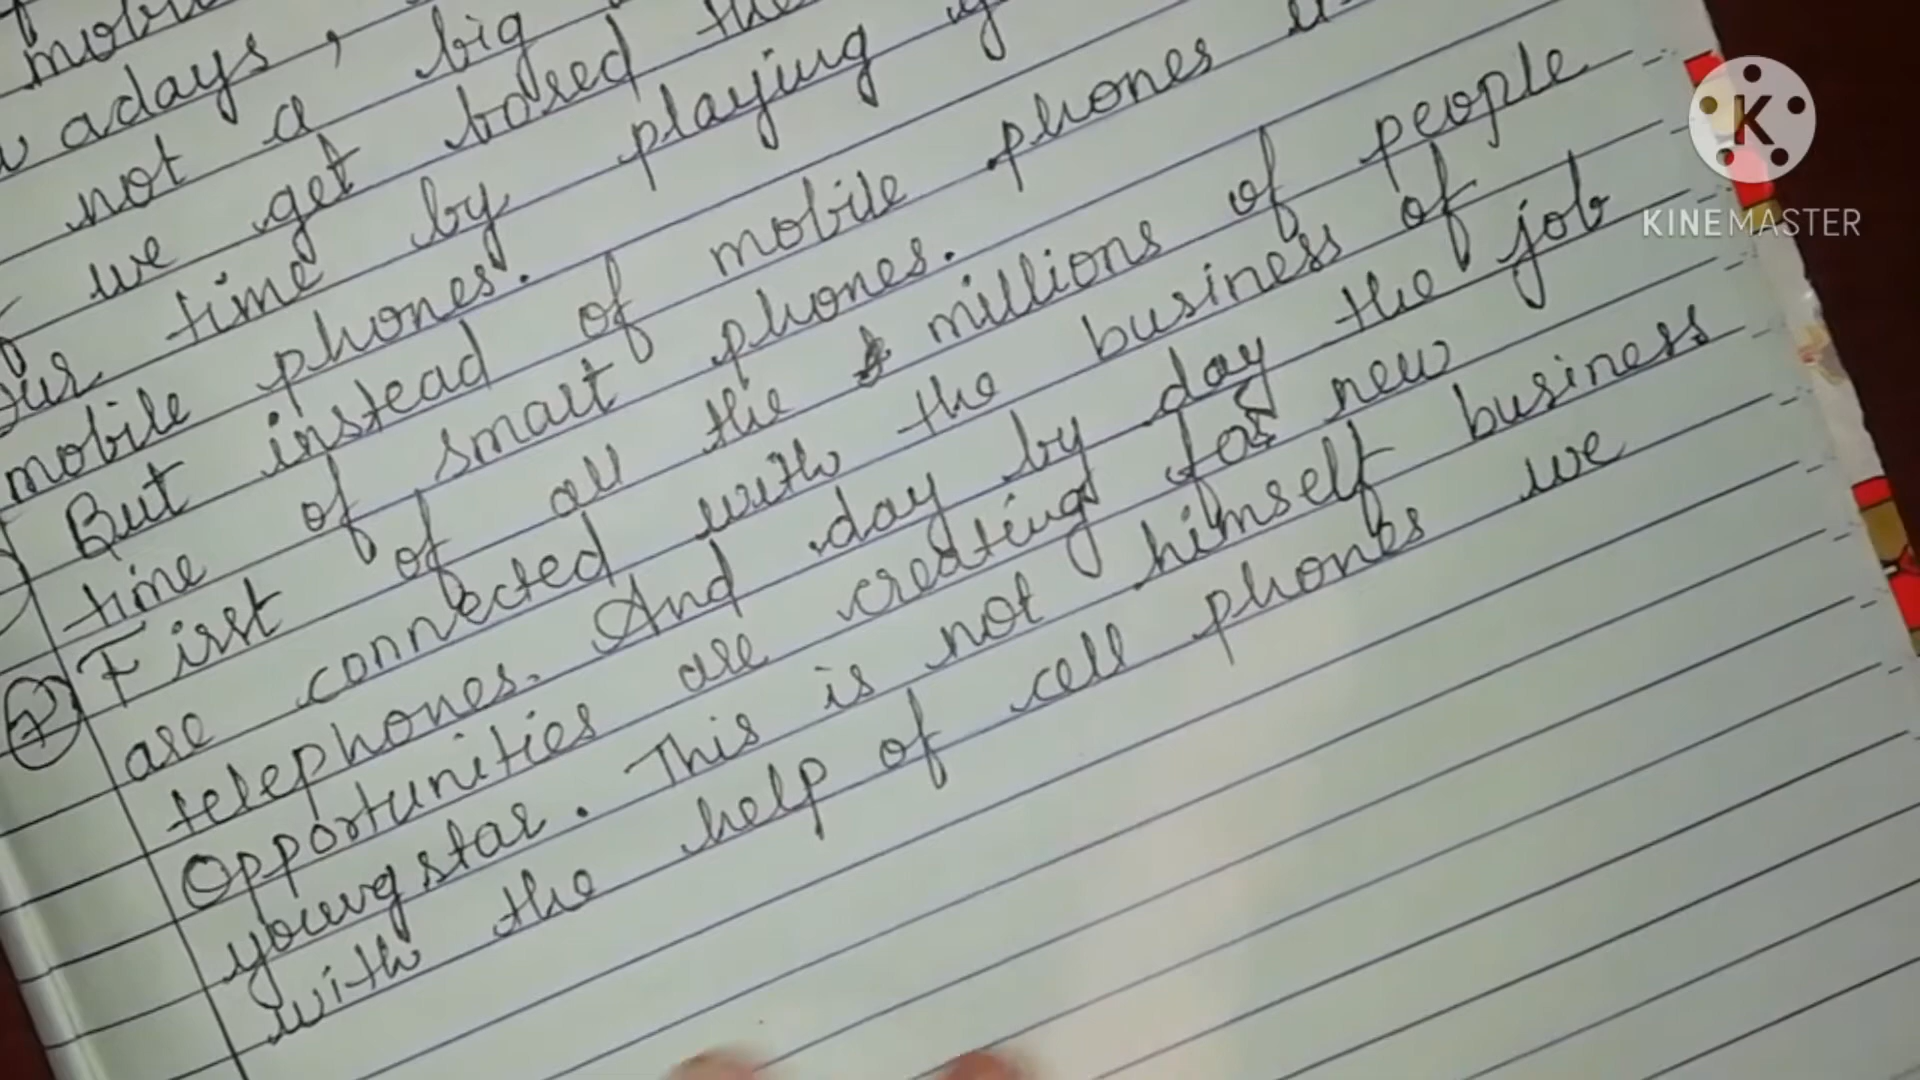 adays, big
not a bored the
we get playing
our time by
mobile phones. phones
But instead of mobile
time of smart phones. of people
First of all the millions of
are connected with the business of
telephones. And day by day the job
Opportunities are creating for new
youngstar. This is not himself business
with the help of cell phones we
K
KINEMASTER